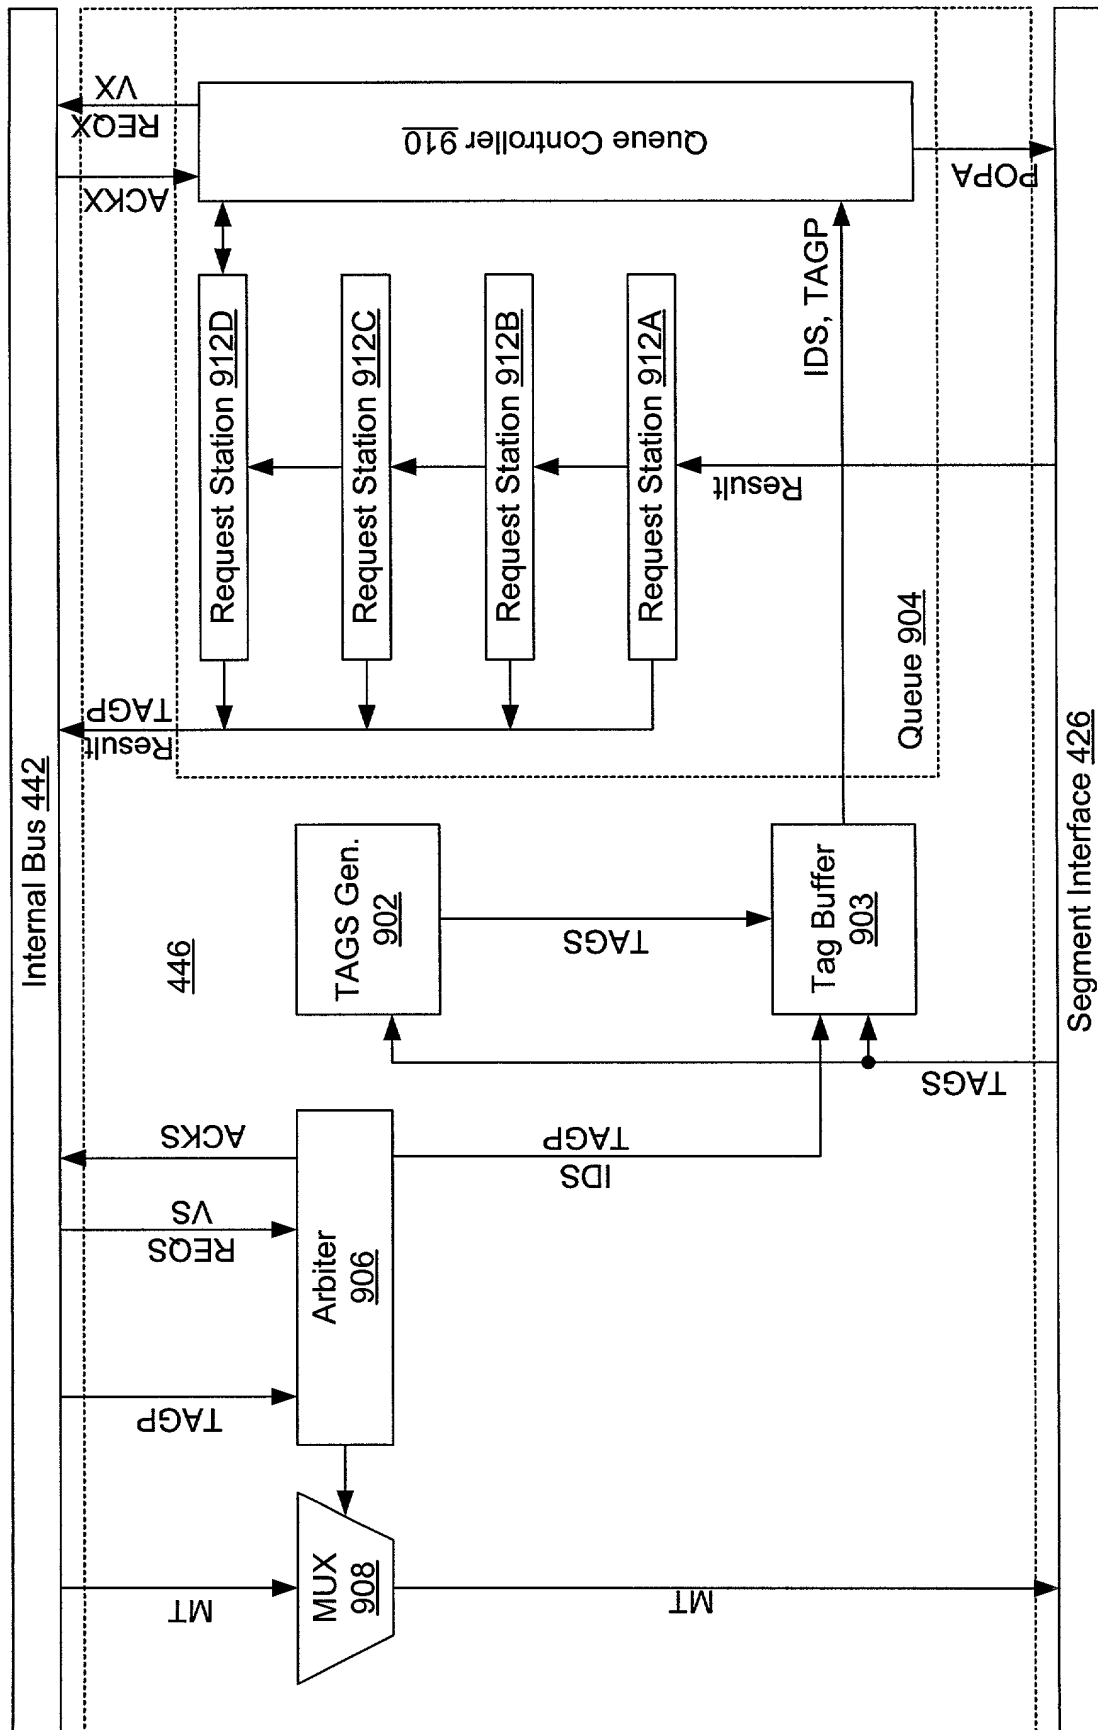 Internal Bus 442
MT
TAGP
REQS
VS
ACKS
446
Result
TAGP
ACKX
REQX
VX
MUX
908
Arbiter
906
TAGS Gen.
902
Request Station 912D
Request Station 912C
Request Station 912B
Request Station 912A
Queue Controller 910
IDS
TAGP
TAGS
Tag Buffer
903
IDS, TAGP
Result
Queue 904
MT
TAGS
POPA
Segment Interface 426